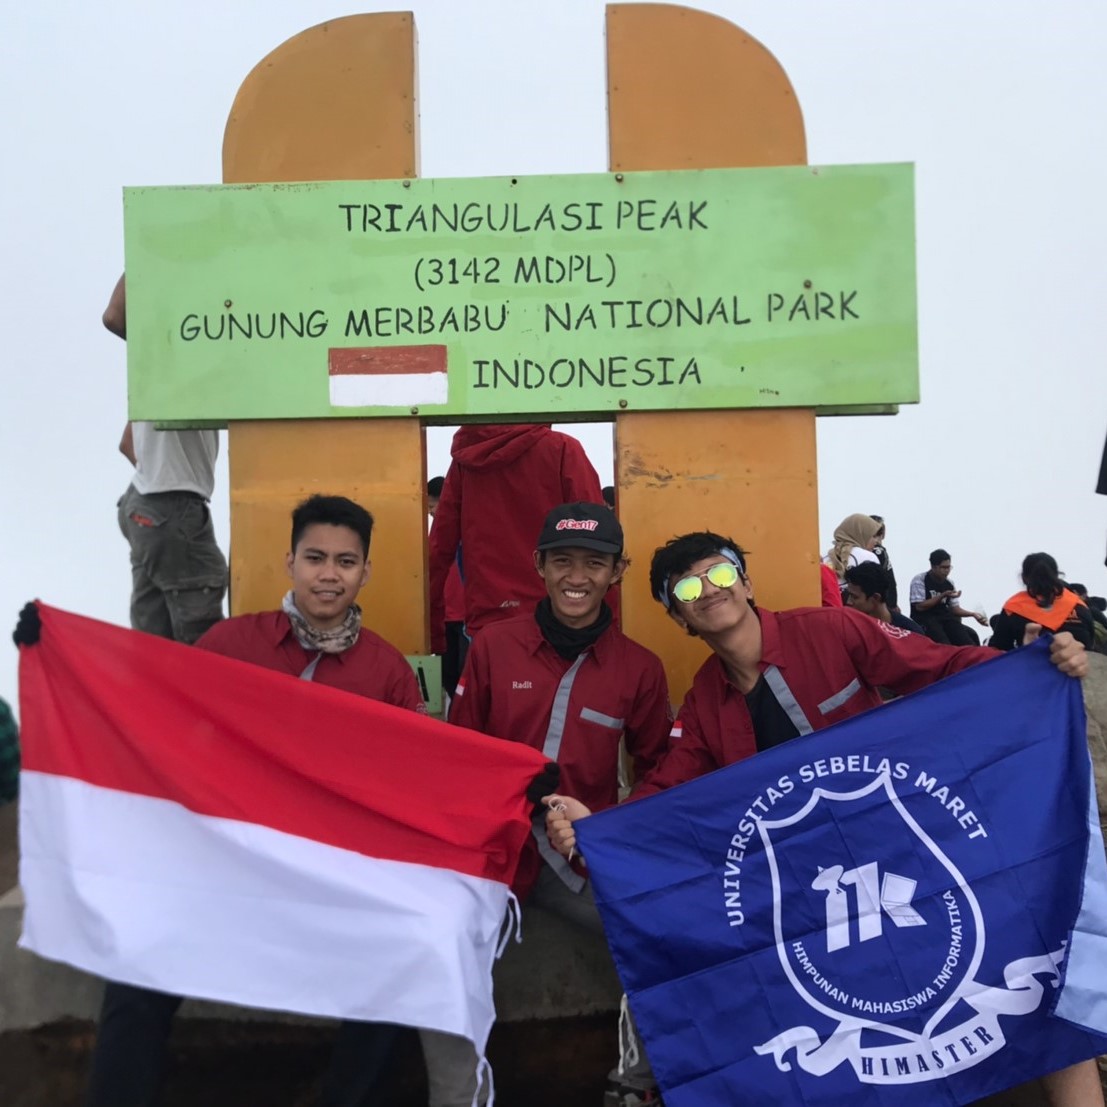 TRIANGULASI PEAK
(3142 MDPL)
GUNUNG MERBABU NATIONAL PARK
INDONESIA
#Gen17
Radit
UNIVERSITAS SEBELAS MARET
HIMPUNAN MAHASISWA INFORMATIKA
HIMASTER